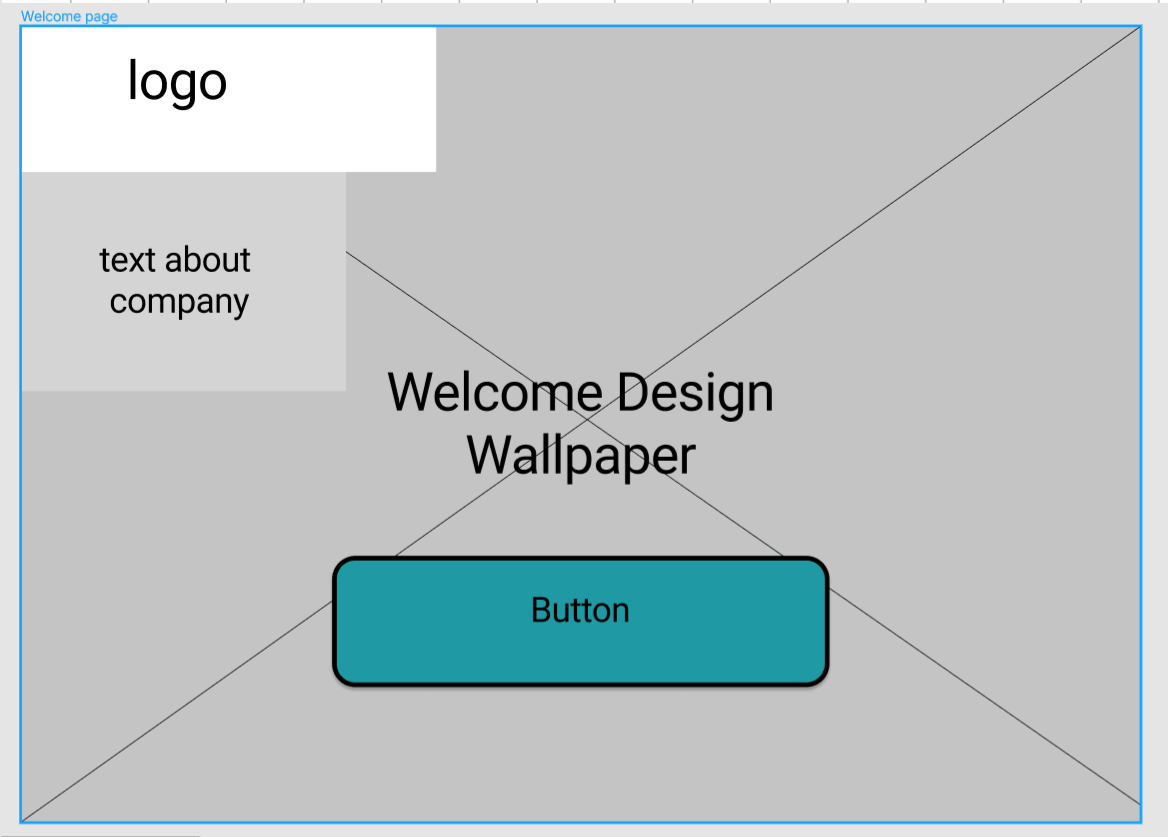 Welcome page
logo
text about
company
Welcome Design
Wallpaper
Button